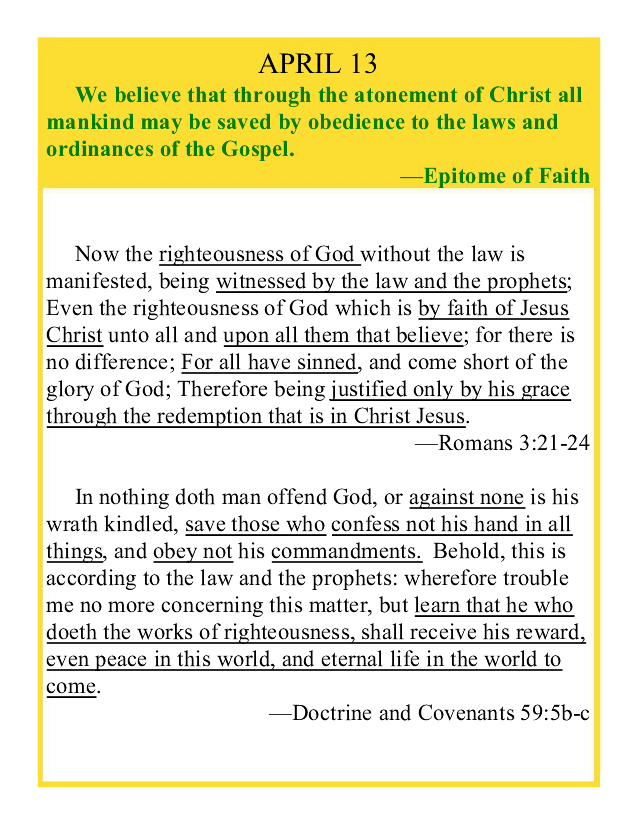 APRIL 13
We believe that through the atonement of Christ all
mankind may be saved by obedience to the laws and
ordinances of the Gospel.
—Epitome of Faith
Now the righteousness of God without the law is
manifested, being witnessed by the law and the prophets;
Even the righteousness of God which is by faith of Jesus
Christ unto all and upon all them that believe; for there is
no difference; For all have sinned, and come short of the
glory of God; Therefore being justified only by his grace
through the redemption that is in Christ Jesus.
—Romans 3:21-24
In nothing doth man offend God, or against none is his
wrath kindled, save those who confess not his hand in all
things, and obey not his commandments.  Behold, this is
according to the law and the prophets: wherefore trouble
me no more concerning this matter, but learn that he who
doeth the works of righteousness, shall receive his reward,
even peace in this world, and eternal life in the world to
come.
—Doctrine and Covenants 59:5b-c